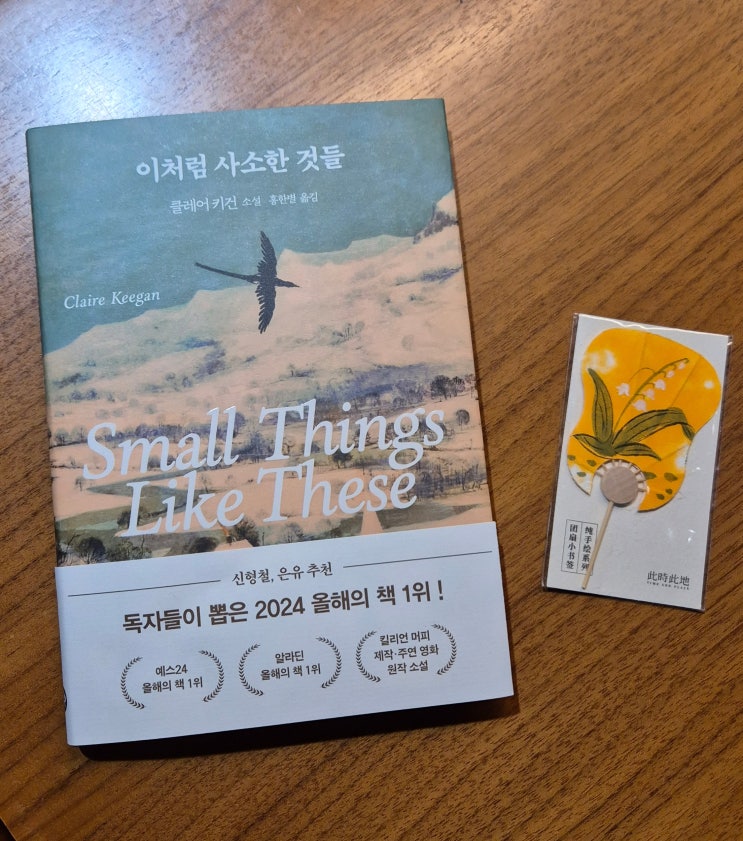 이처럼 사소한 것들
클레어 키건 소설 홍한별 옮김
Claire Keegan
Small Things
Like These
신형철, 은유 추천
독자들이 뽑은 2024 올해의 책 1위 !
예스24
올해의 책 1위
알라딘
올해의 책 1위
킬리언 머피
제작·주연 영화
원작 소설
纯手绘系列
团扇小书签
此時此地